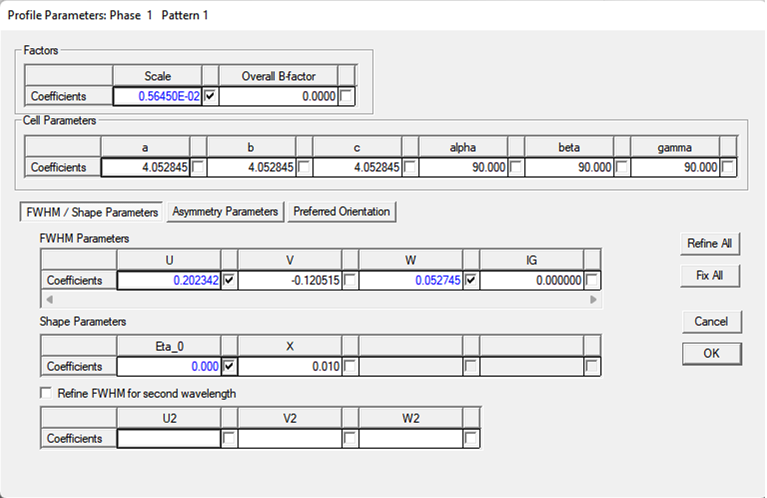 Profile Parameters: Phase 1 Pattern 1
Factors
Scale Overall B-factor
Coefficients 0.56450E-02 0.0000
Cell Parameters
a b c alpha beta gamma
Coefficients 4.052845 4.052845 4.052845 90.000 90.000 90.000
FWHM / Shape Parameters Asymmetry Parameters Preferred Orientation
FWHM Parameters
Refine All
U V W IG
Coefficients 0.202342 -0.120515 0.052745 0.000000
Fix All
Shape Parameters
Cancel
Eta_0 X
OK
Coefficients 0.000 0.010
Refine FWHM for second wavelength
U2 V2 W2
Coefficients